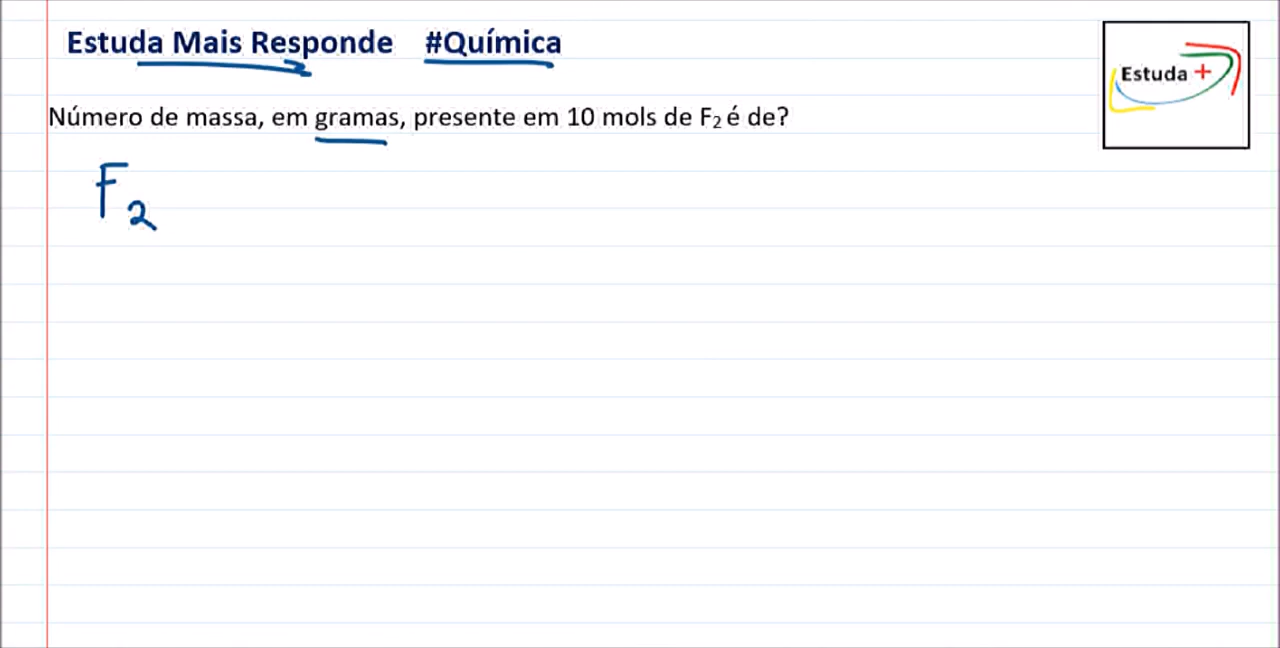 Estuda Mais Responde #Química
Estuda +
Número de massa, em gramas, presente em 10 mols de F₂ é de?
F₂